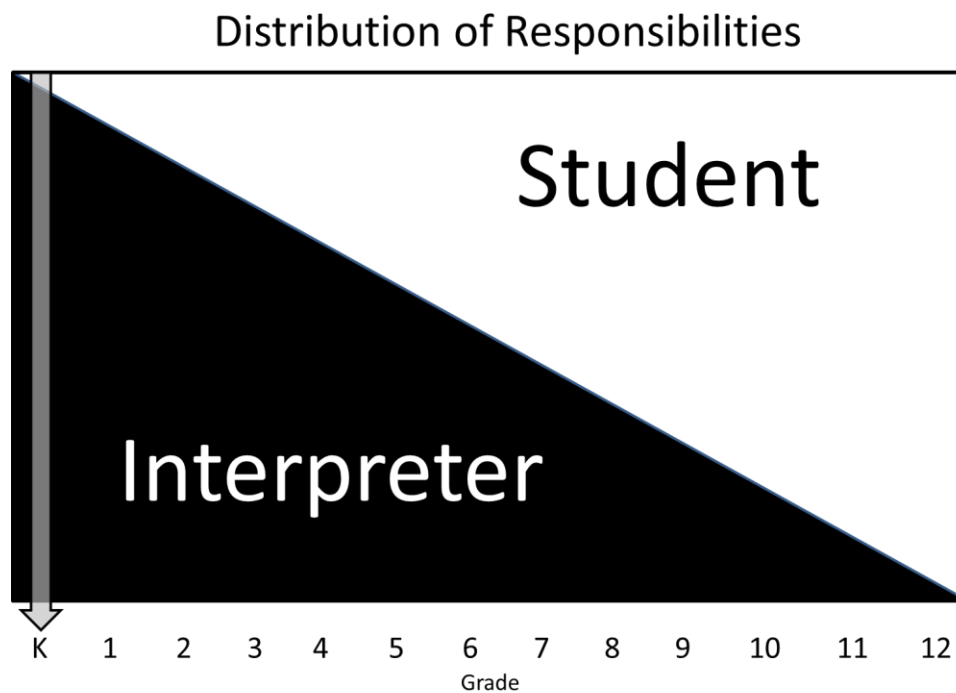 Distribution of Responsibilities
Student
Interpreter
K 1 2 3 4 5 6 7 8 9 10 11 12
Grade